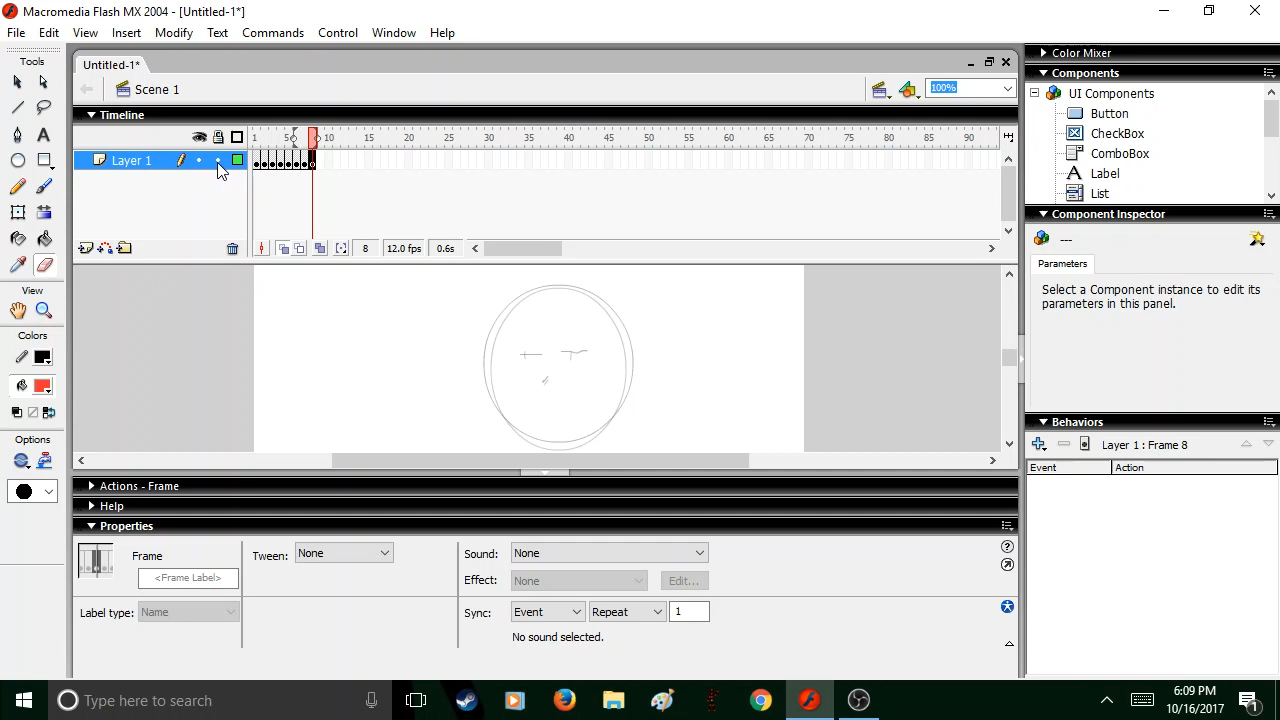 Macromedia Flash MX 2004 - [Untitled-1*]
File Edit View Insert Modify Text Commands Control Window Help
Tools
Untitled-1*
Scene 1
100%
Timeline
1 5 10 15 20 25 30 35 40 45 50 55 60 65 70 75 80 85 90
Layer 1
8 12.0 fps 0.6s
View
Colors
Options
Color Mixer
Components
UI Components
Button
CheckBox
ComboBox
Label
List
Component Inspector
---
Parameters
Select a Component instance to edit its
parameters in this panel.
Behaviors
Layer 1 : Frame 8
Event Action
Actions - Frame
Help
Properties
Frame
<Frame Label>
Label type: Name
Tween: None
Sound: None
Effect: None Edit...
Sync: Event Repeat 1
No sound selected.
Type here to search
6:09 PM
10/16/2017
1